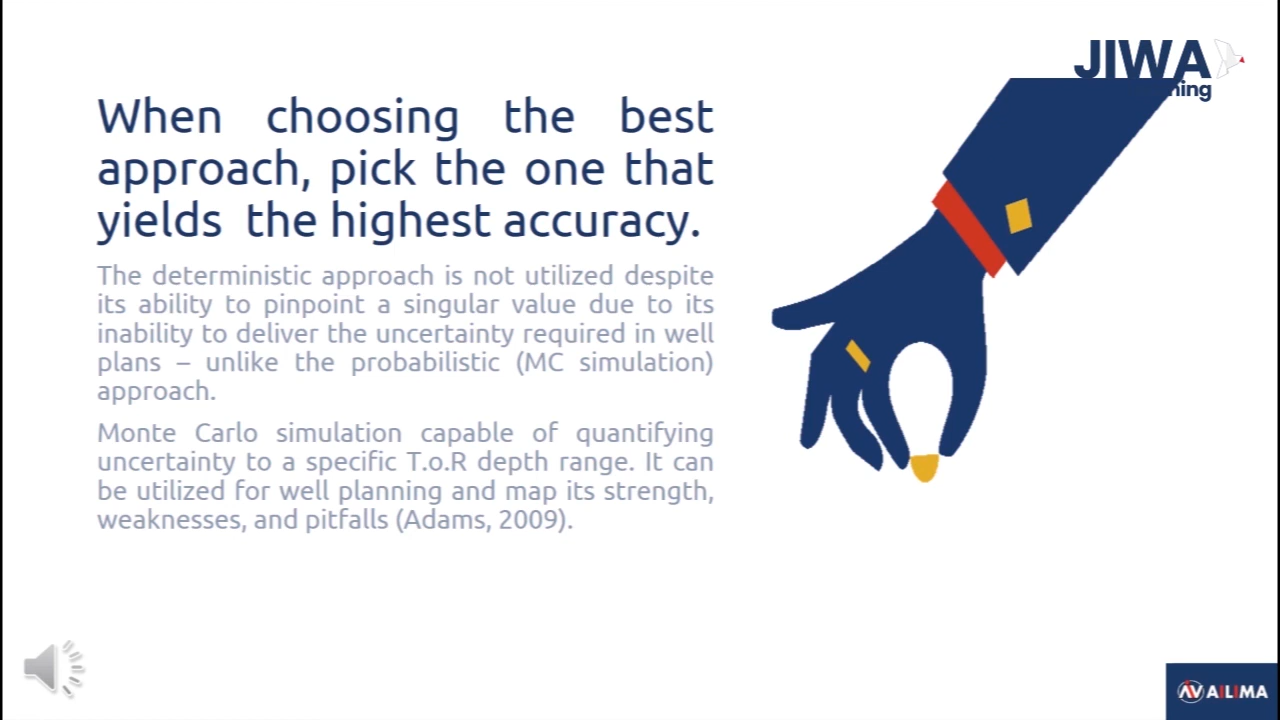 JIWA
ning
When choosing the best
approach, pick the one that
yields the highest accuracy.
The deterministic approach is not utilized despite
its ability to pinpoint a singular value due to its
inability to deliver the uncertainty required in well
plans – unlike the probabilistic (MC simulation)
approach.
Monte Carlo simulation capable of quantifying
uncertainty to a specific T.o.R depth range. It can
be utilized for well planning and map its strength,
weaknesses, and pitfalls (Adams, 2009).
AILIMA